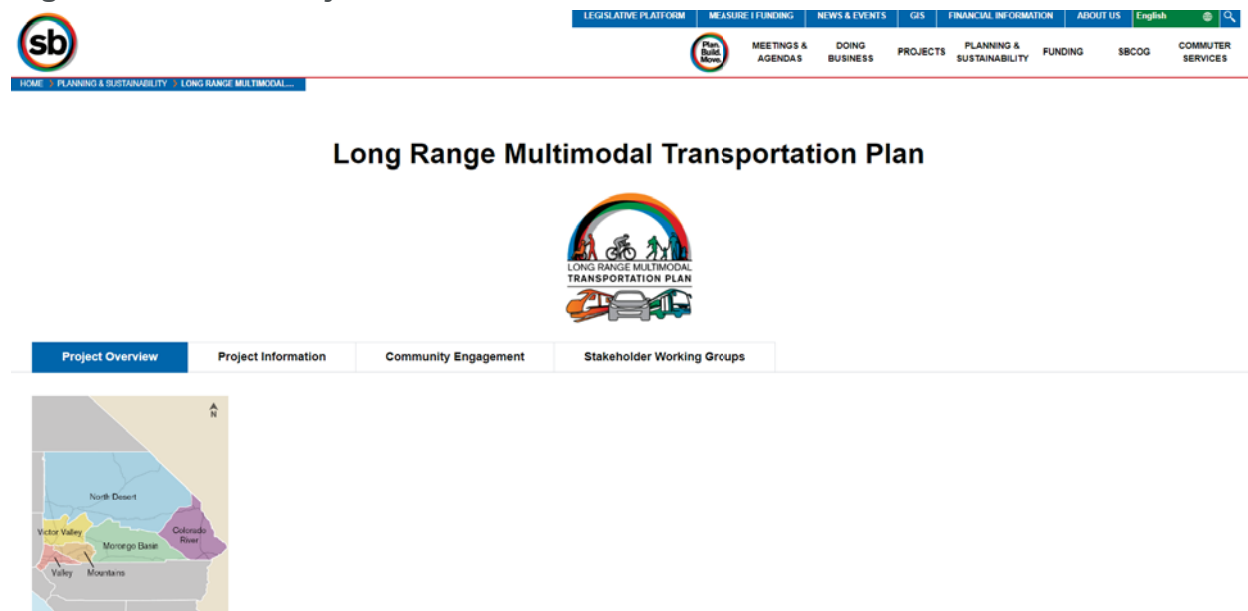 LEGISLATIVE PLATFORM MEASURE I FUNDING NEWS & EVENTS GIS FINANCIAL INFORMATION ABOUT US English
sb
Plan.
Build.
Move.
MEETINGS &
AGENDAS
DOING
BUSINESS
PROJECTS
PLANNING &
SUSTAINABILITY
FUNDING
SBCOG
COMMUTER
SERVICES
HOME > PLANNING & SUSTAINABILITY > LONG RANGE MULTIMODAL...
Long Range Multimodal Transportation Plan
LONG RANGE MULTIMODAL
TRANSPORTATION PLAN
Project Overview Project Information Community Engagement Stakeholder Working Groups
N
North Desert
Victor Valley
Colorado
River
Morongo Basin
Valley Mountains